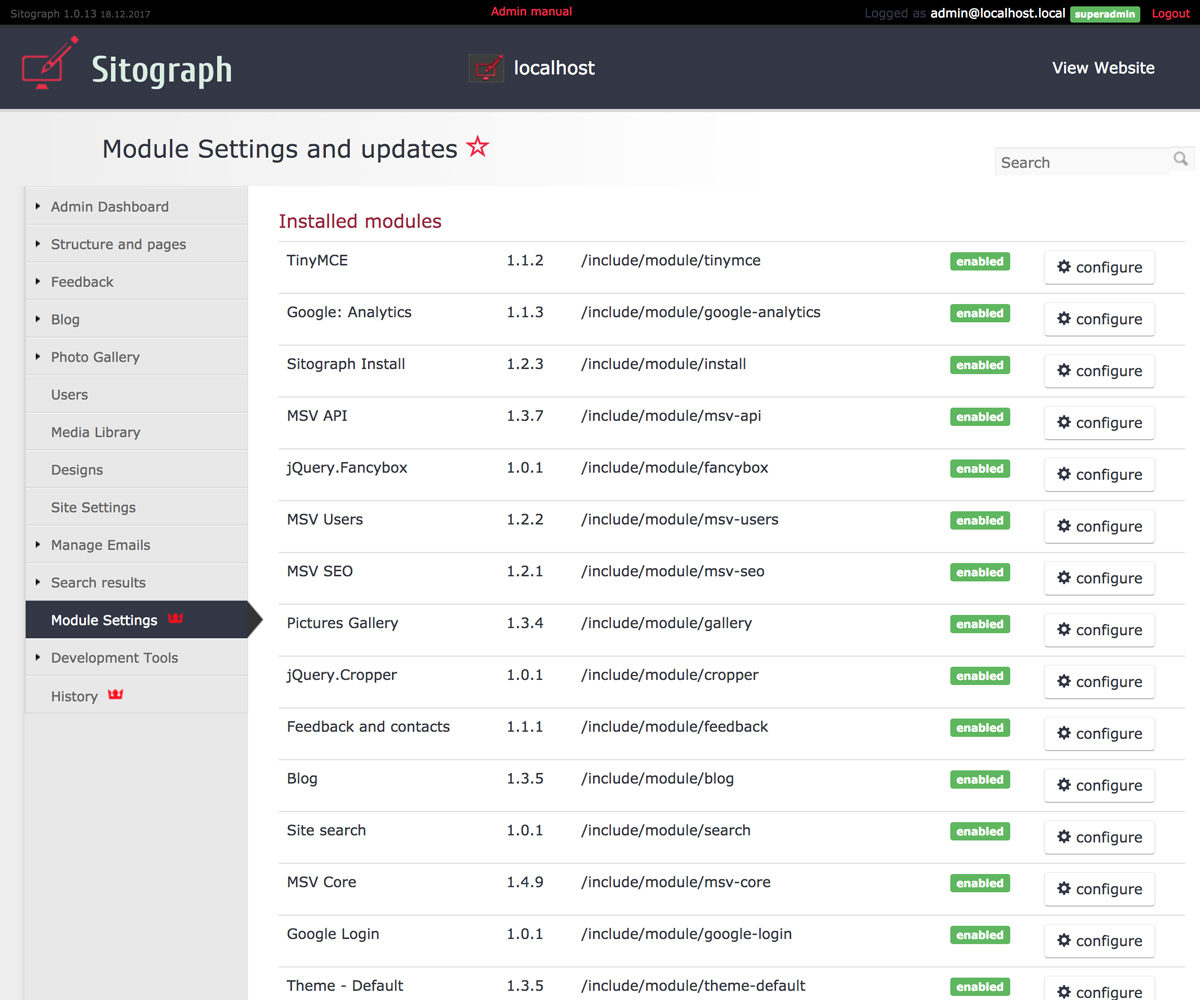 Sitograph 1.0.13 18.12.2017
Admin manual
Logged as admin@localhost.local superadmin Logout
Sitograph
localhost
View Website
Module Settings and updates
Search
Admin Dashboard
Structure and pages
Feedback
Blog
Photo Gallery
Users
Media Library
Designs
Site Settings
Manage Emails
Search results
Module Settings
Development Tools
History
Installed modules
TinyMCE 1.1.2 /include/module/tinymce enabled configure
Google: Analytics 1.1.3 /include/module/google-analytics enabled configure
Sitograph Install 1.2.3 /include/module/install enabled configure
MSV API 1.3.7 /include/module/msv-api enabled configure
jQuery.Fancybox 1.0.1 /include/module/fancybox enabled configure
MSV Users 1.2.2 /include/module/msv-users enabled configure
MSV SEO 1.2.1 /include/module/msv-seo enabled configure
Pictures Gallery 1.3.4 /include/module/gallery enabled configure
jQuery.Cropper 1.0.1 /include/module/cropper enabled configure
Feedback and contacts 1.1.1 /include/module/feedback enabled configure
Blog 1.3.5 /include/module/blog enabled configure
Site search 1.0.1 /include/module/search enabled configure
MSV Core 1.4.9 /include/module/msv-core enabled configure
Google Login 1.0.1 /include/module/google-login enabled configure
Theme - Default 1.3.5 /include/module/theme-default enabled configure